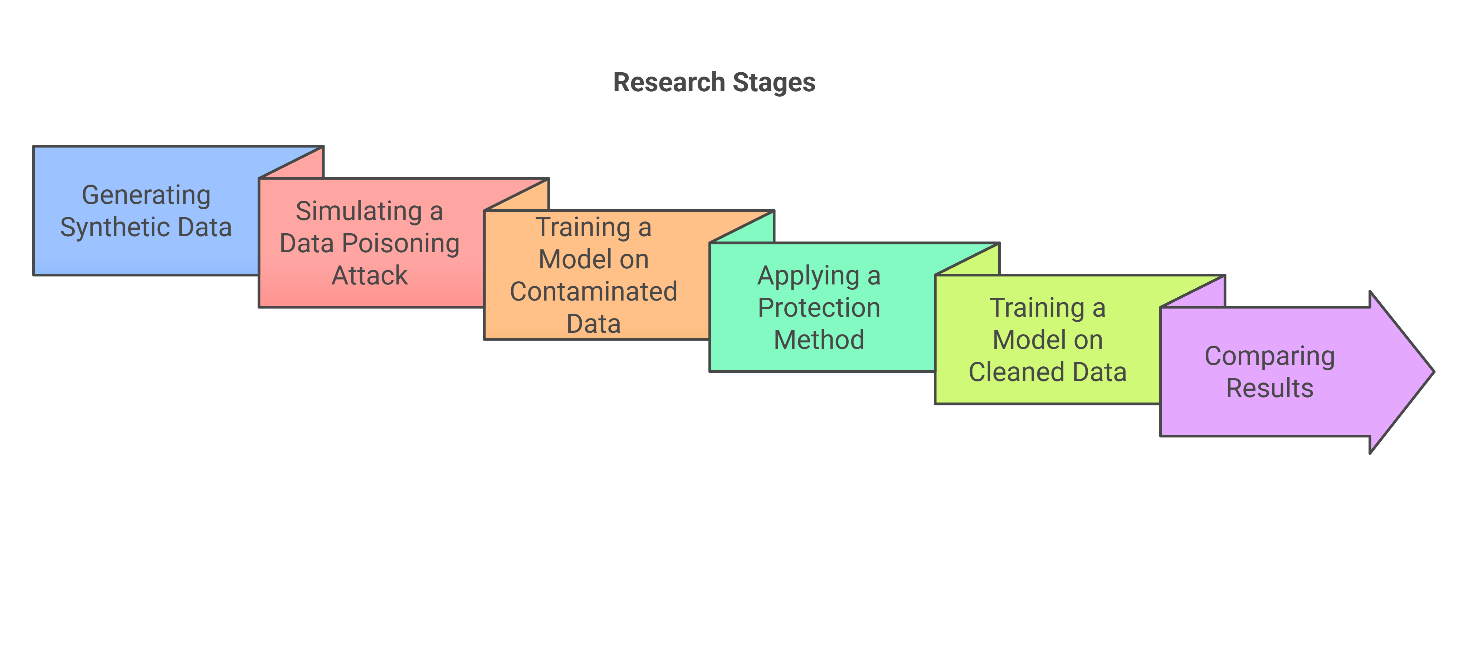 Research Stages
Generating
Synthetic Data
Simulating a
Data Poisoning
Attack
Training a
Model on
Contaminated
Data
Applying a
Protection
Method
Training a
Model on
Cleaned Data
Comparing
Results